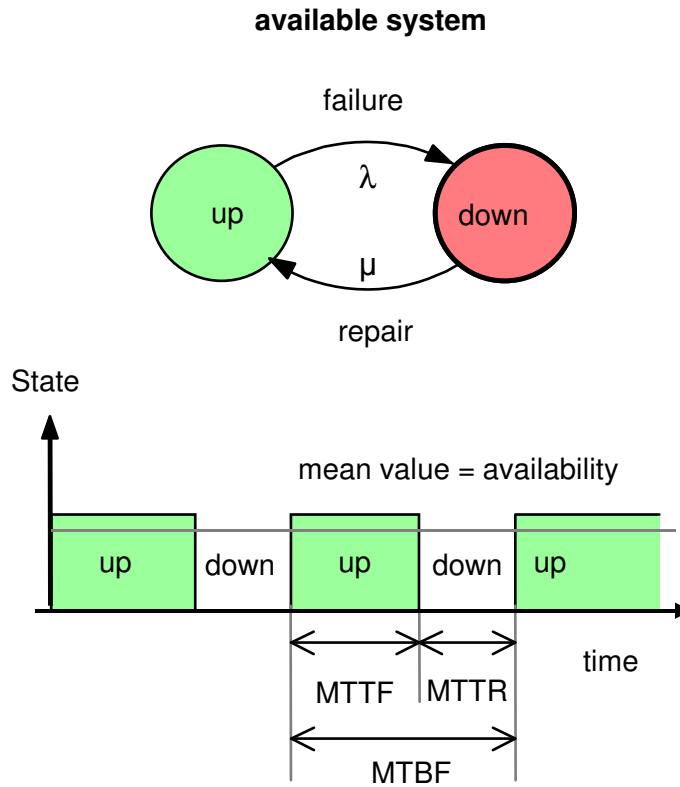 available system
failure
λ
up
down
μ
repair
State
mean value = availability
up
down
up
down
up
time
MTTF
MTTR
MTBF